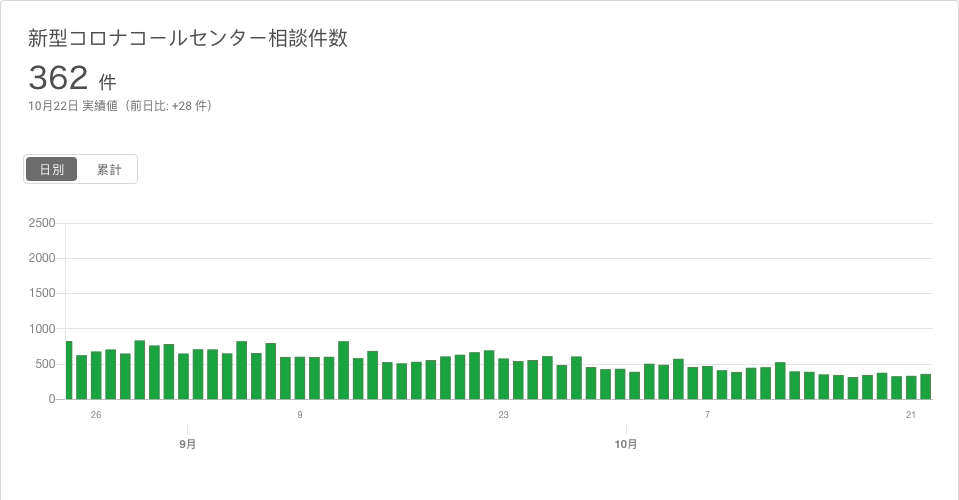 新型コロナコールセンター相談件数
362 件
10月22日 実績値（前日比: +28 件）
日別 累計
2500
2000
1500
1000
500
0
26 9 23 7 21
9月 10月